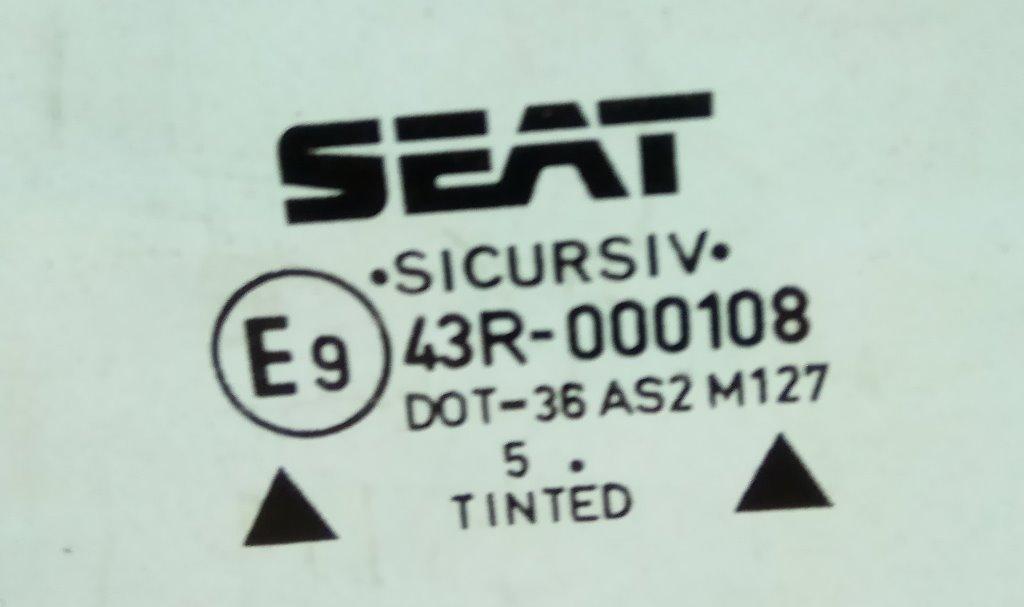 SEAT
•SICURSIV•
E9 43R-000108
DOT-36 AS2 M127
5 .
TINTED